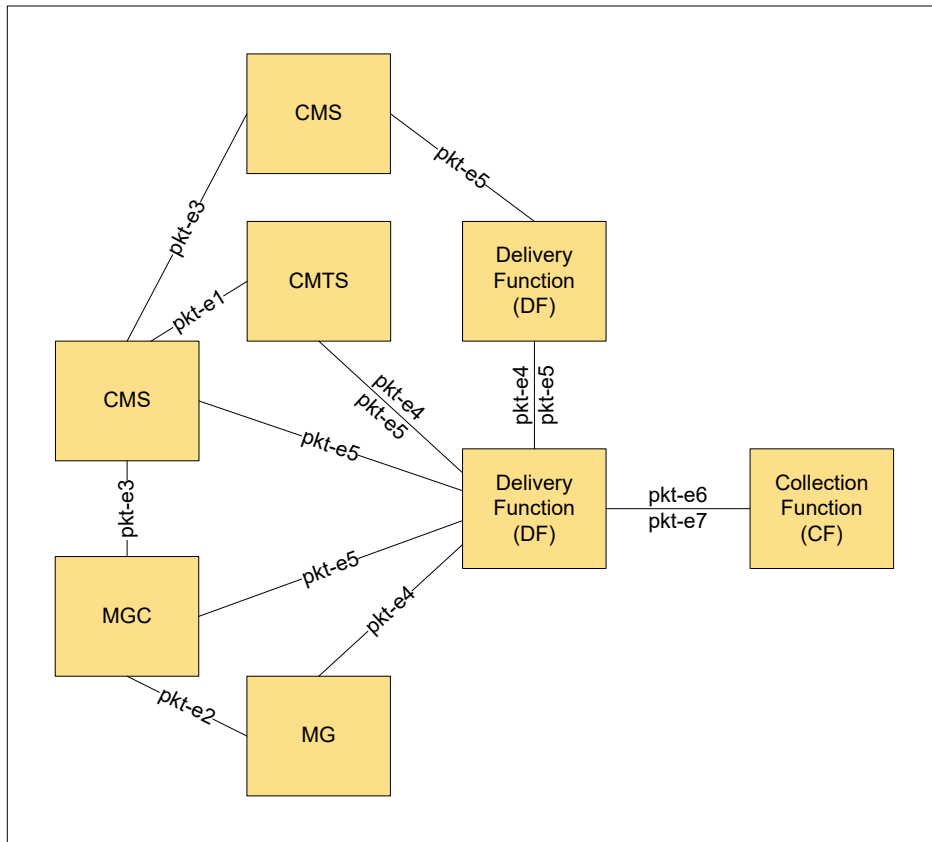 CMS
pkt-e5
pkt-e3
CMTS
Delivery
Function
(DF)
pkt-e1
pkt-e4
pkt-e5
pkt-e4
pkt-e5
CMS
pkt-e5
pkt-e3
Delivery
Function
(DF)
pkt-e6
pkt-e7
Collection
Function
(CF)
MGC
pkt-e5
pkt-e4
pkt-e2
MG